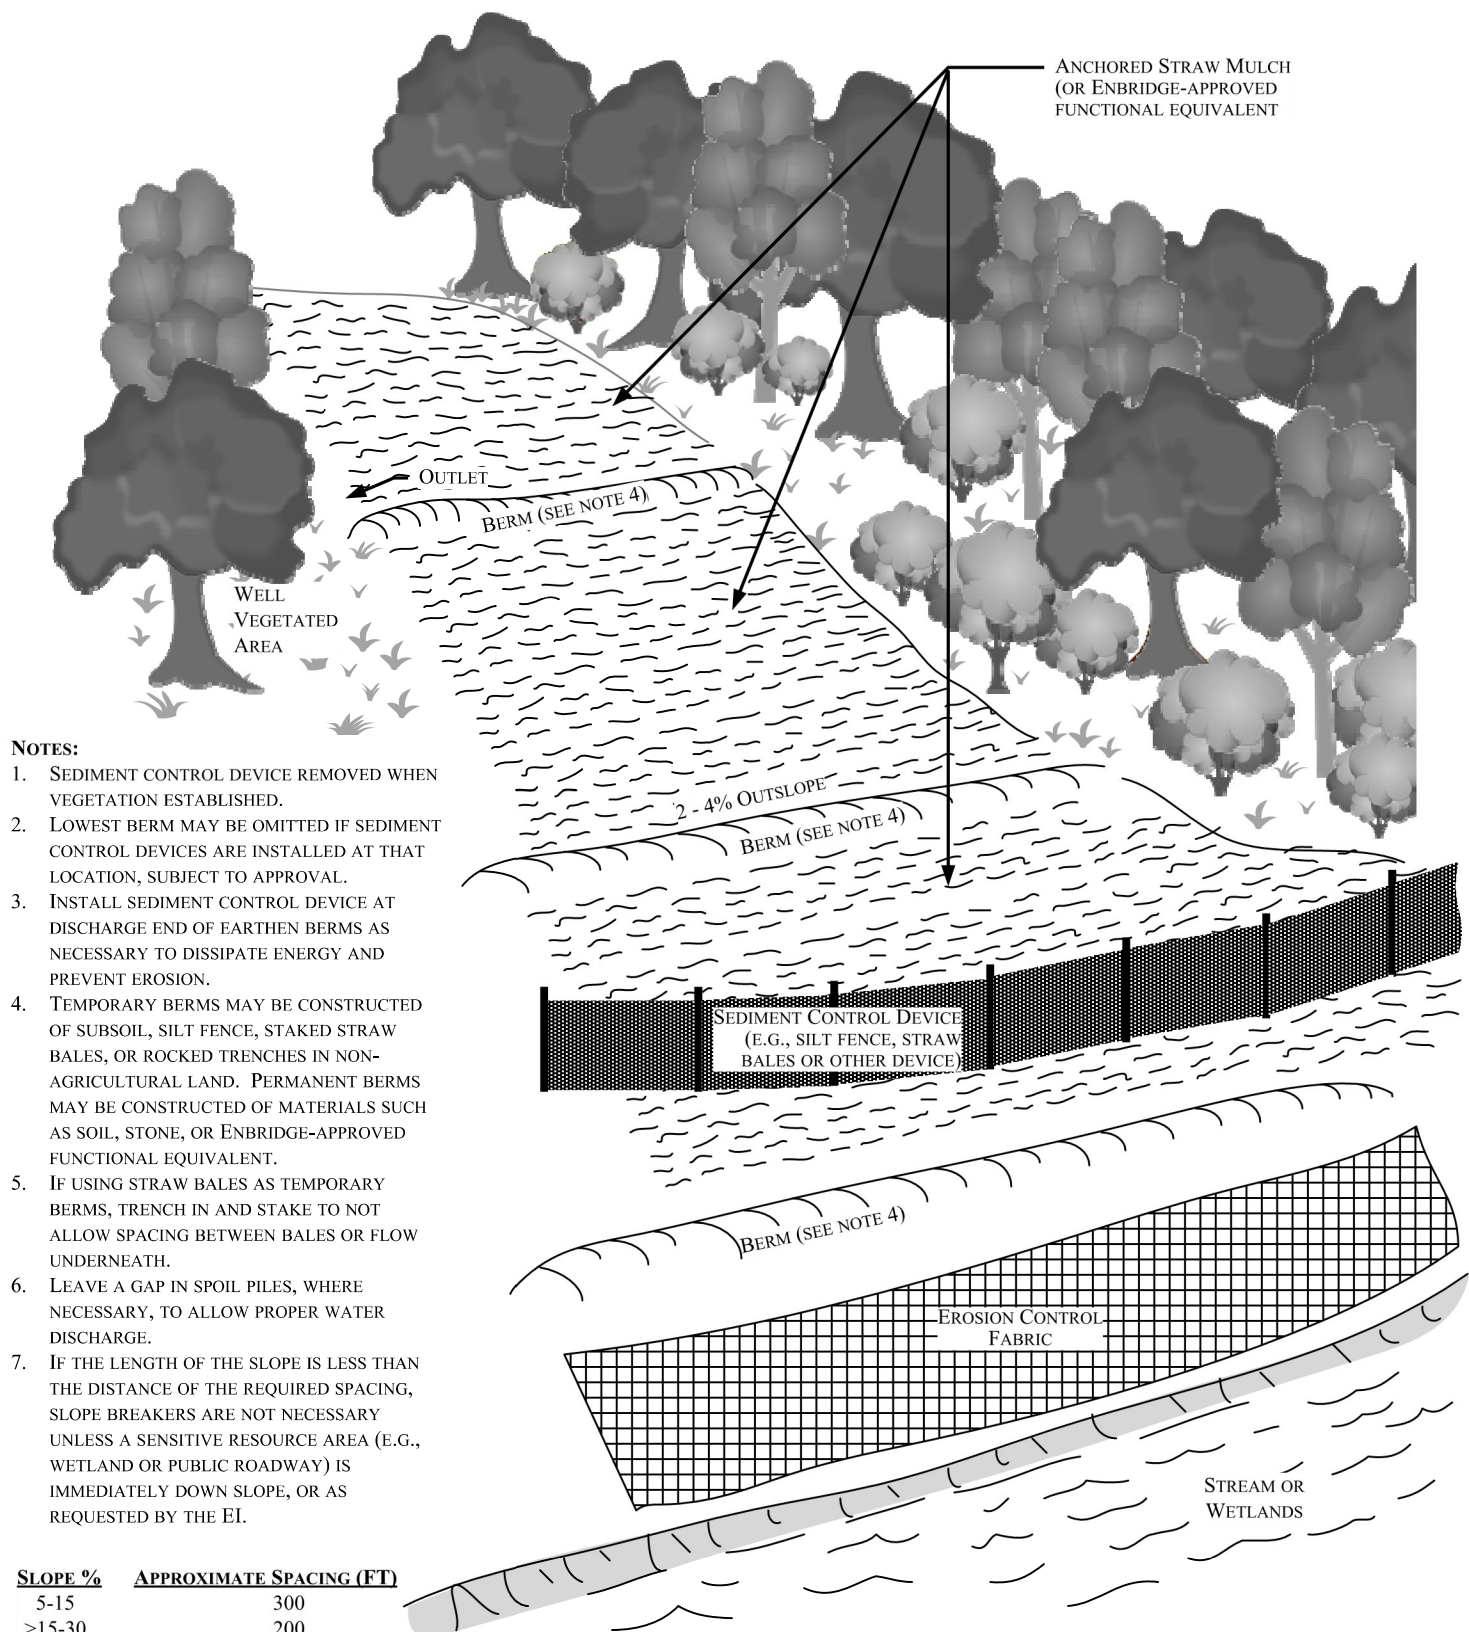 ANCHORED STRAW MULCH
(OR ENBRIDGE-APPROVED
FUNCTIONAL EQUIVALENT
OUTLET
BERM (SEE NOTE 4)
WELL
VEGETATED
AREA
2 - 4% OUTSLOPE
BERM (SEE NOTE 4)
SEDIMENT CONTROL DEVICE
(E.G., SILT FENCE, STRAW
BALES OR OTHER DEVICE)
BERM (SEE NOTE 4)
EROSION CONTROL
FABRIC
STREAM OR
WETLANDS
NOTES:
1. SEDIMENT CONTROL DEVICE REMOVED WHEN
VEGETATION ESTABLISHED.
2. LOWEST BERM MAY BE OMITTED IF SEDIMENT
CONTROL DEVICES ARE INSTALLED AT THAT
LOCATION, SUBJECT TO APPROVAL.
3. INSTALL SEDIMENT CONTROL DEVICE AT
DISCHARGE END OF EARTHEN BERMS AS
NECESSARY TO DISSIPATE ENERGY AND
PREVENT EROSION.
4. TEMPORARY BERMS MAY BE CONSTRUCTED
OF SUBSOIL, SILT FENCE, STAKED STRAW
BALES, OR ROCKED TRENCHES IN NON-
AGRICULTURAL LAND. PERMANENT BERMS
MAY BE CONSTRUCTED OF MATERIALS SUCH
AS SOIL, STONE, OR ENBRIDGE-APPROVED
FUNCTIONAL EQUIVALENT.
5. IF USING STRAW BALES AS TEMPORARY
BERMS, TRENCH IN AND STAKE TO NOT
ALLOW SPACING BETWEEN BALES OR FLOW
UNDERNEATH.
6. LEAVE A GAP IN SPOIL PILES, WHERE
NECESSARY, TO ALLOW PROPER WATER
DISCHARGE.
7. IF THE LENGTH OF THE SLOPE IS LESS THAN
THE DISTANCE OF THE REQUIRED SPACING,
SLOPE BREAKERS ARE NOT NECESSARY
UNLESS A SENSITIVE RESOURCE AREA (E.G.,
WETLAND OR PUBLIC ROADWAY) IS
IMMEDIATELY DOWN SLOPE, OR AS
REQUESTED BY THE EI.
SLOPE % APPROXIMATE SPACING (FT)
5-15 300
>15-30 200